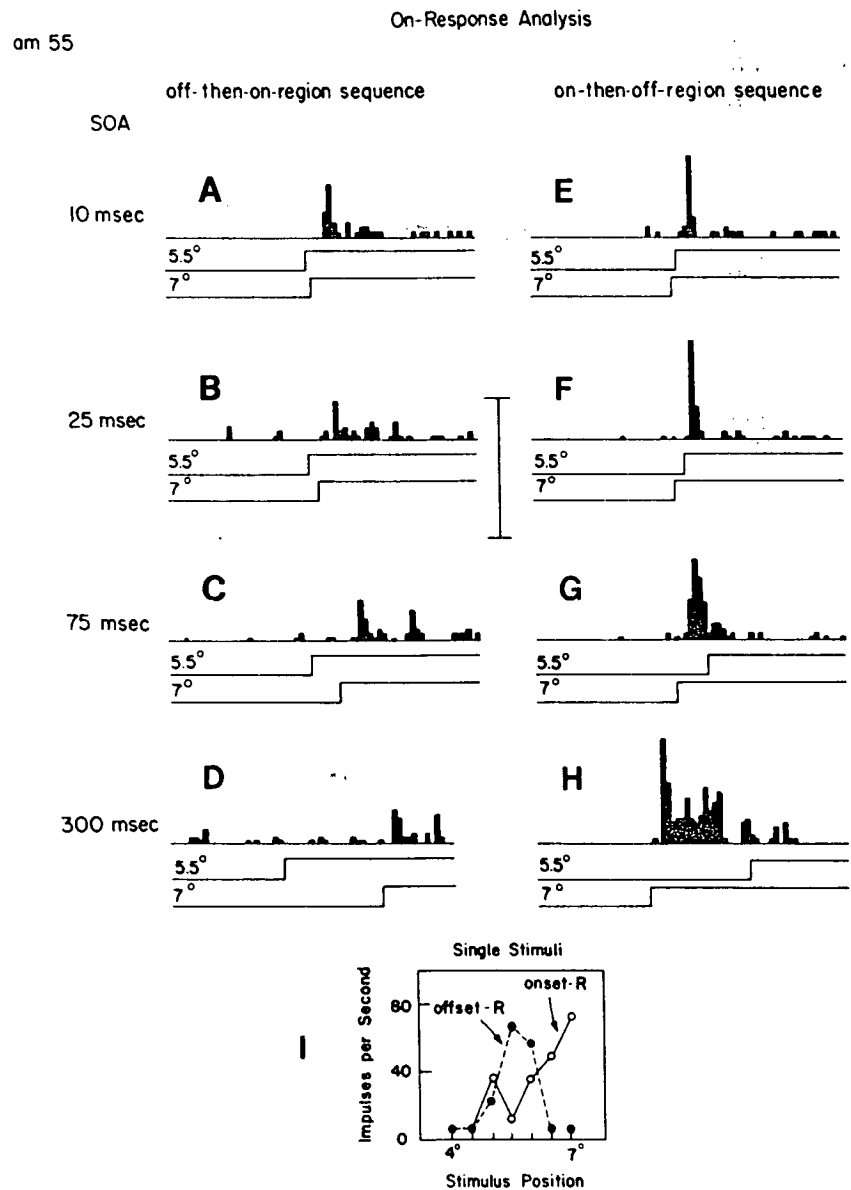 On-Response Analysis
am 55
off-then-on-region sequence
on-then-off-region sequence
SOA
10 msec
A
5.5°
7°
E
5.5°
7°
25 msec
B
5.5°
7°
F
5.5°
7°
75 msec
C
5.5°
7°
G
5.5°
7°
300 msec
D
5.5°
7°
H
5.5°
7°
I
Single Stimuli
Impulses per Second
80
40
0
offset-R
onset-R
4°
7°
Stimulus Position